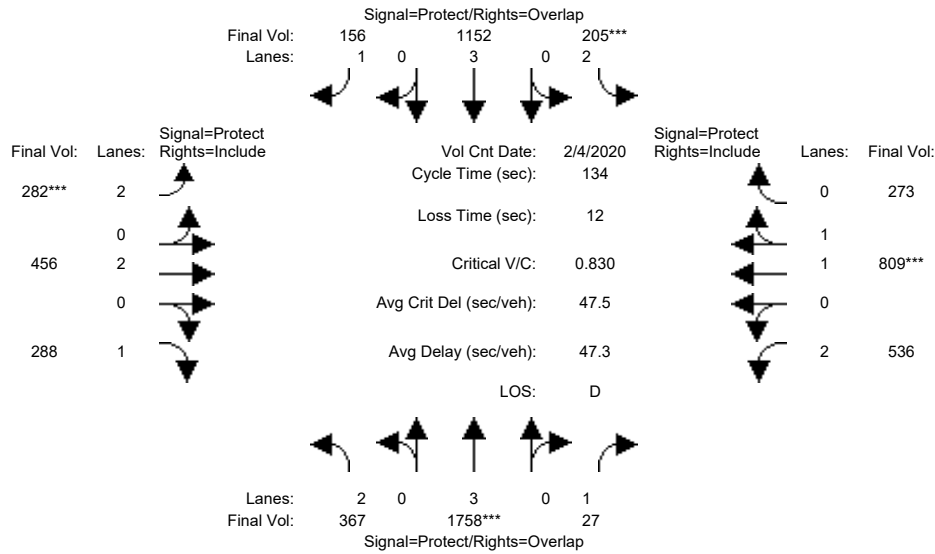 Signal=Protect/Rights=Overlap
Final Vol: 156 1152 205***
Lanes: 1 0 3 0 2
Signal=Protect
Final Vol: Lanes: Rights=Include
Vol Cnt Date: 2/4/2020
Signal=Protect
Rights=Include Lanes: Final Vol:
Cycle Time (sec): 134
282*** 2
0 273
Loss Time (sec): 12
0
1
456 2
Critical V/C: 0.830
1 809***
0
Avg Crit Del (sec/veh): 47.5
0
288 1
Avg Delay (sec/veh): 47.3
2 536
LOS: D
Lanes: 2 0 3 0 1
Final Vol: 367 1758*** 27
Signal=Protect/Rights=Overlap